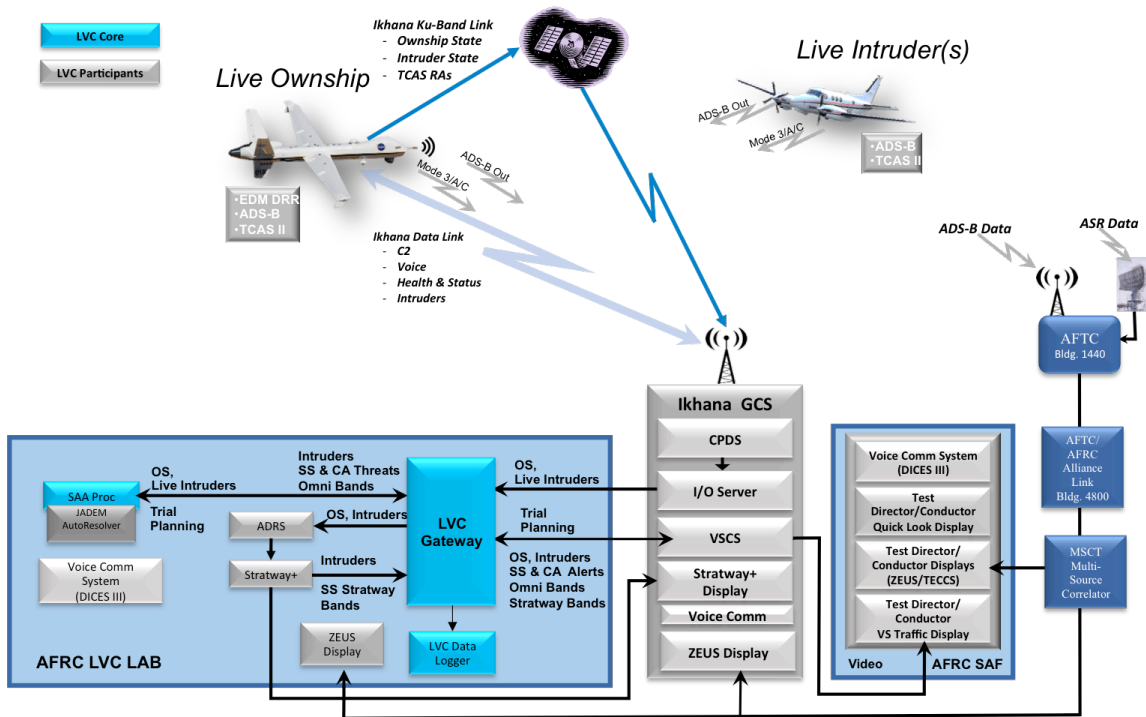 LVC Core
LVC Participants
Ikhana Ku-Band Link
- Ownship State
- Intruder State
- TCAS RAs
Live Ownship
Live Intruder(s)
ADS-B Out
Mode 3/A/C
•ADS-B
•TCAS II
Mode 3/A/C
ADS-B Out
•EDM DRR
•ADS-B
•TCAS II
Ikhana Data Link
- C2
- Voice
- Health & Status
- Intruders
ADS-B Data
ASR Data
AFTC
Bldg. 1440
AFTC/
AFRC
Alliance
Link
Bldg. 4800
MSCT
Multi-
Source
Correlator
Ikhana GCS
CPDS
I/O Server
VSCS
Stratway+
Display
Voice Comm
ZEUS Display
Voice Comm System
(DICES III)
Test
Director/Conductor
Quick Look Display
Test Director/
Conductor Displays
(ZEUS/TECCS)
Test Director/
Conductor
VS Traffic Display
Video
AFRC SAF
OS,
Live Intruders
Intruders
SS & CA Threats
Omni Bands
OS,
Live Intruders
SAA Proc
JADEM
AutoResolver
Trial
Planning
ADRS
OS, Intruders
LVC
Gateway
Trial
Planning
Stratway+
Intruders
SS Stratway
Bands
OS, Intruders
SS & CA Alerts
Omni Bands
Stratway Bands
Voice Comm
System
(DICES III)
ZEUS
Display
LVC Data
Logger
AFRC LVC LAB